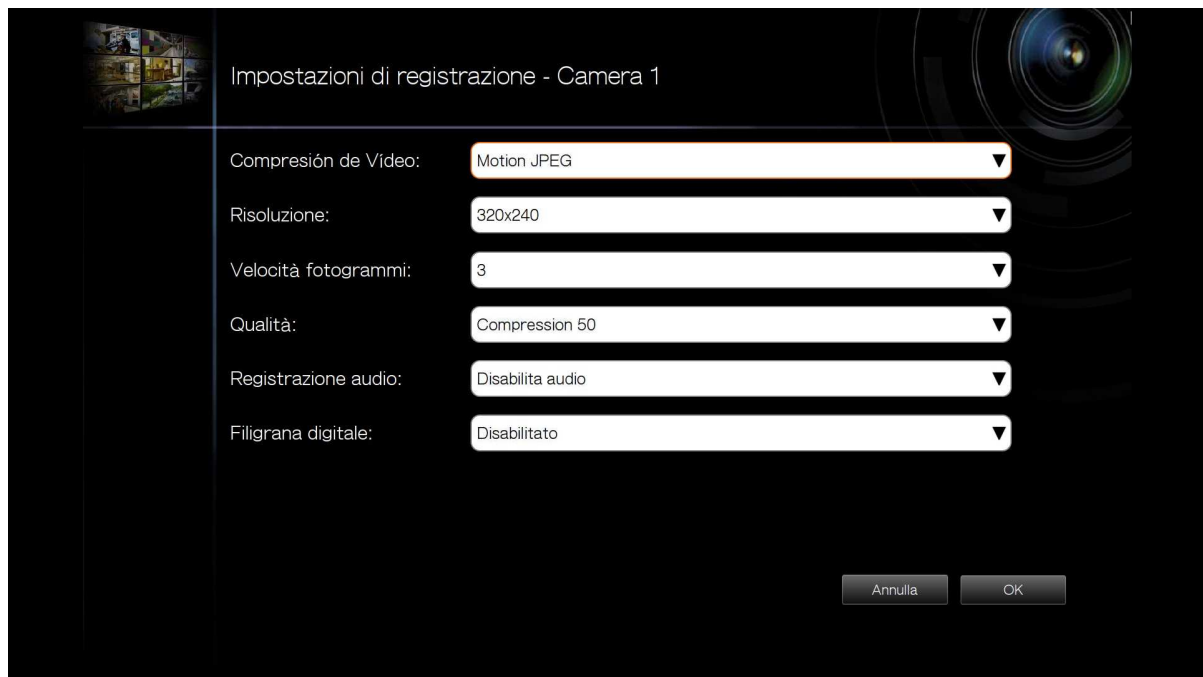 Impostazioni di registrazione - Camera 1
Compresión de Vídeo: Motion JPEG
Risoluzione: 320x240
Velocità fotogrammi: 3
Qualità: Compression 50
Registrazione audio: Disabilita audio
Filigrana digitale: Disabilitato
Annulla OK